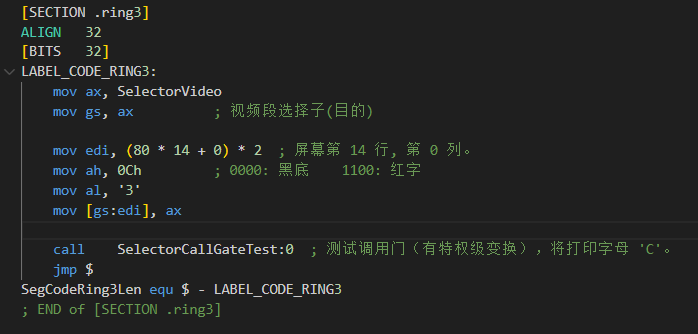 [SECTION .ring3]
ALIGN   32
[BITS   32]
LABEL_CODE_RING3:
    mov ax, SelectorVideo
    mov gs, ax          ; 视频段选择子(目的)
    mov edi, (80 * 14 + 0) * 2  ; 屏幕第 14 行, 第 0 列。
    mov ah, 0Ch         ; 0000: 黑底    1100: 红字
    mov al, '3'
    mov [gs:edi], ax
    call    SelectorCallGateTest:0  ; 测试调用门（有特权级变换），将打印字母 'C'。
    jmp $
SegCodeRing3Len equ $ - LABEL_CODE_RING3
; END of [SECTION .ring3]